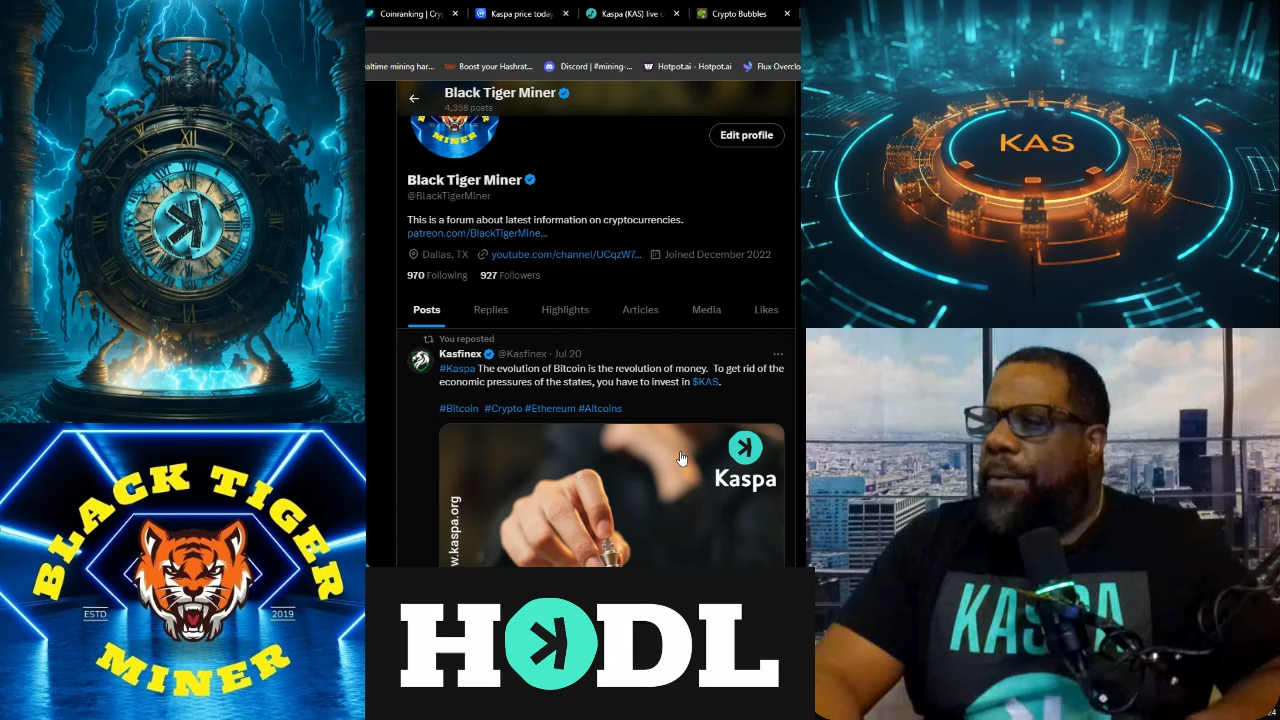 Coinranking | Cry
Kaspa price today
Kaspa (KAS) live c
Crypto Bubbles
ealtime mining har...
Boost your Hashrat...
Discord | #mining-...
Hotpot.ai - Hotpot.ai
Flux Overclo
Black Tiger Miner
4,358 posts
MINER
Edit profile
Black Tiger Miner
@BlackTigerMiner
This is a forum about latest information on cryptocurrencies.
patreon.com/BlackTigerMine...
Dallas, TX youtube.com/channel/UCqzW7... Joined December 2022
970 Following 927 Followers
Posts Replies Highlights Articles Media Likes
You reposted
Kasfinex @Kasfinex · Jul 20
#Kaspa The evolution of Bitcoin is the revolution of money. To get rid of the
economic pressures of the states, you have to invest in $KAS.
#Bitcoin #Crypto #Ethereum #Altcoins
Kaspa
w.kaspa.org
HODL
XII
BLACK TIGER
ESTD 2019
MINER
KAS
KASPA
24